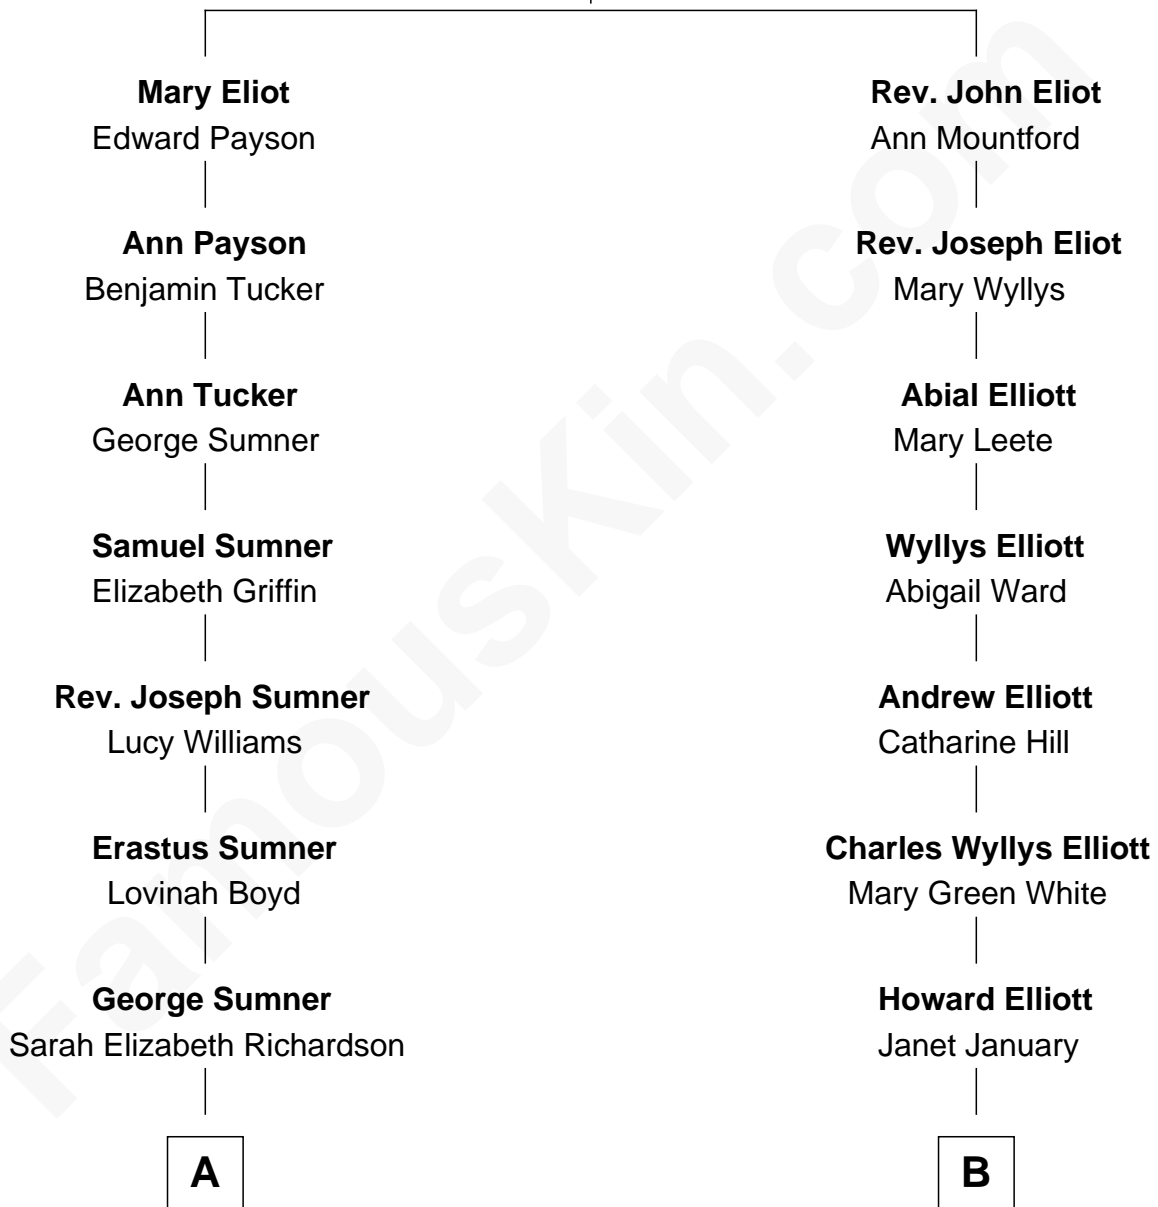 Mary Eliot
Edward Payson
Ann Payson
Benjamin Tucker
Ann Tucker
George Sumner
Samuel Sumner
Elizabeth Griffin
Rev. Joseph Sumner
Lucy Williams
Erastus Sumner
Lovinah Boyd
George Sumner
Sarah Elizabeth Richardson
A
Rev. John Eliot
Ann Mountford
Rev. Joseph Eliot
Mary Wyllys
Abial Elliott
Mary Leete
Wyllys Elliott
Abigail Ward
Andrew Elliott
Catharine Hill
Charles Wyllys Elliott
Mary Green White
Howard Elliott
Janet January
B
FamousKin.com